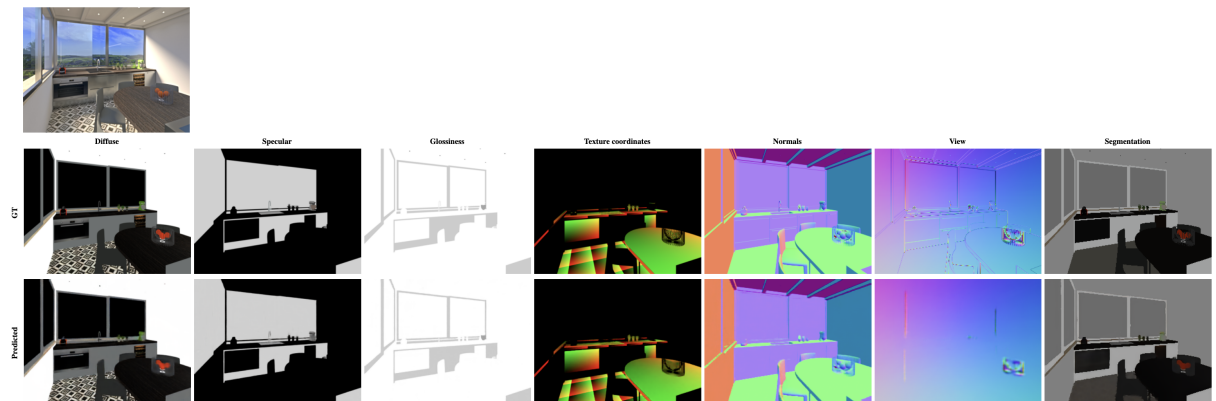 Diffuse Specular Glossiness Texture coordinates Normals View Segmentation
GT
Predicted